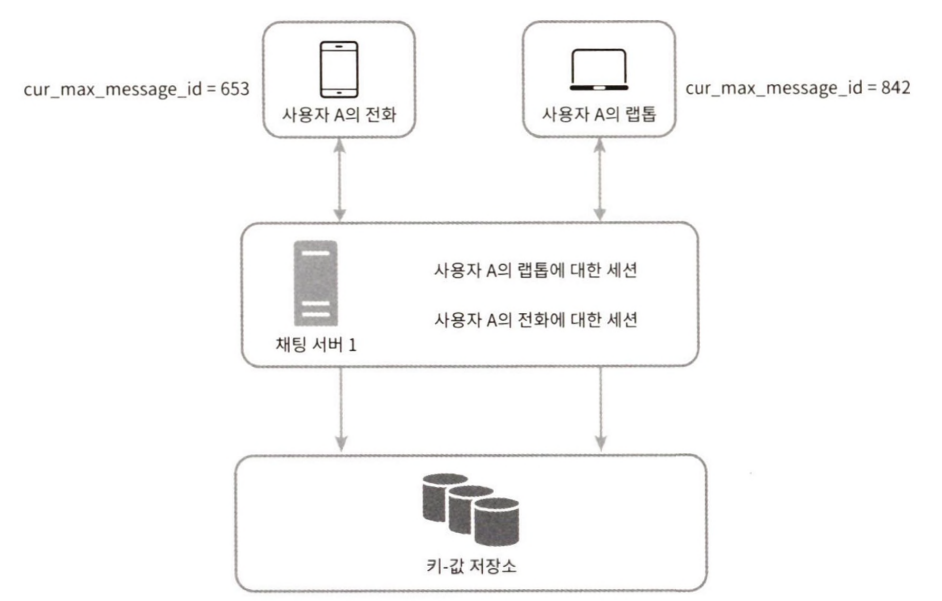 cur_max_message_id = 653
사용자 A의 전화
사용자 A의 랩톱
cur_max_message_id = 842
사용자 A의 랩톱에 대한 세션
사용자 A의 전화에 대한 세션
채팅 서버 1
키-값 저장소